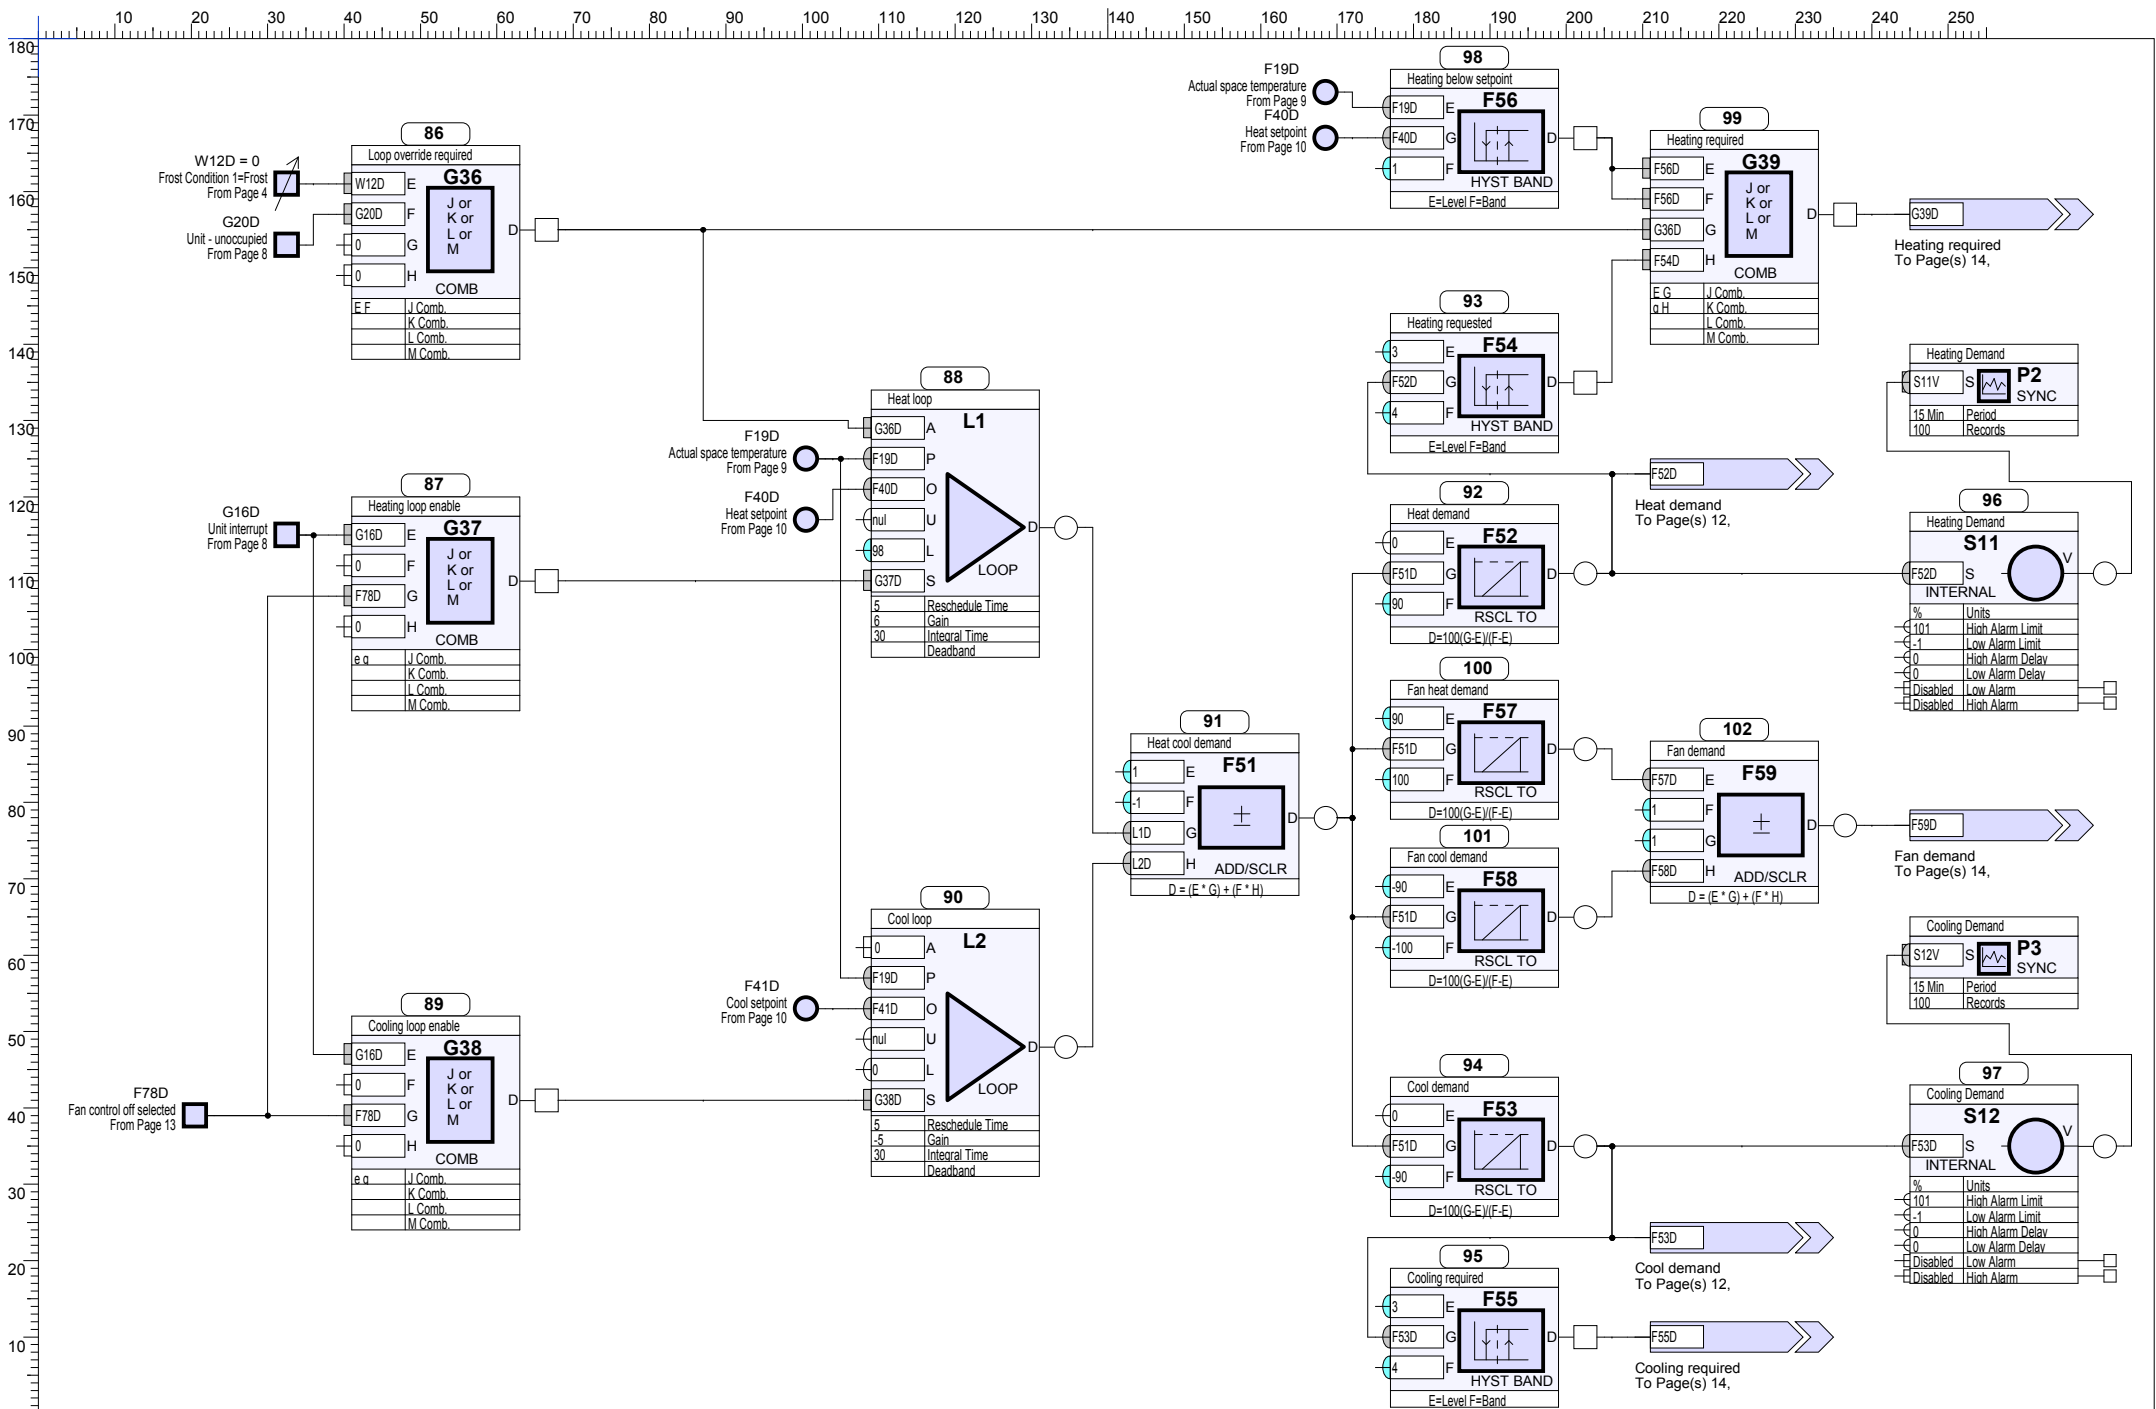 10 20 30 40 50 60 70 80 90 100 110 120 130 140 150 160 170 180 190 200 210 220 230 240 250
180
170
160
150
140
130
120
110
100
90
80
70
60
50
40
30
20
10
W12D = 0
Frost Condition 1=Frost
From Page 4
G20D
Unit - unoccupied
From Page 8
86
Loop override required
G36
W12D E
G20D F
0 G
0 H
J or
K or
L or
M
D
COMB
E F J Comb.
K Comb.
L Comb.
M Comb.
G16D
Unit interrupt
From Page 8
87
Heating loop enable
G37
G16D E
0 F
F78D G
0 H
J or
K or
L or
M
D
COMB
e g J Comb.
K Comb.
L Comb.
M Comb.
F78D
Fan control off selected
From Page 13
89
Cooling loop enable
G38
G16D E
0 F
F78D G
0 H
J or
K or
L or
M
D
COMB
e g J Comb.
K Comb.
L Comb.
M Comb.
F19D
Actual space temperature
From Page 9
F40D
Heat setpoint
From Page 10
88
Heat loop
L1
G36D A
F19D P
F40D O
nul U
98 L
G37D S
D
LOOP
5 Reschedule Time
6 Gain
30 Integral Time
Deadband
F41D
Cool setpoint
From Page 10
90
Cool loop
L2
0 A
F19D P
F41D O
nul U
0 L
G38D S
D
LOOP
5 Reschedule Time
-5 Gain
30 Integral Time
Deadband
91
Heat cool demand
F51
1 E
-1 F
L1D G
L2D H
±
D
ADD/SCLR
D = (E * G) + (F * H)
F19D
Actual space temperature
From Page 9
F40D
Heat setpoint
From Page 10
98
Heating below setpoint
F56
F19D E
F40D G
1 F
D
HYST BAND
E=Level F=Band
93
Heating requested
F54
3 E
F52D G
4 F
D
HYST BAND
E=Level F=Band
92
Heat demand
F52
0 E
F51D G
90 F
D
RSCL TO
D=100(G-E)/(F-E)
100
Fan heat demand
F57
90 E
F51D G
100 F
D
RSCL TO
D=100(G-E)/(F-E)
101
Fan cool demand
F58
-90 E
F51D G
-100 F
D
RSCL TO
D=100(G-E)/(F-E)
94
Cool demand
F53
0 E
F51D G
-90 F
D
RSCL TO
D=100(G-E)/(F-E)
95
Cooling required
F55
3 E
F53D G
4 F
D
HYST BAND
E=Level F=Band
99
Heating required
G39
F56D E
F56D F
G36D G
F54D H
J or
K or
L or
M
D
COMB
E G J Comb.
g H K Comb.
L Comb.
M Comb.
F52D
Heat demand
To Page(s) 12,
102
Fan demand
F59
F57D E
1 F
1 G
F58D H
±
D
ADD/SCLR
D = (E * G) + (F * H)
F53D
Cool demand
To Page(s) 12,
F55D
Cooling required
To Page(s) 14,
G39D
Heating required
To Page(s) 14,
Heating Demand
S11V S P2
SYNC
15 Min Period
100 Records
96
Heating Demand
S11
V
F52D S
INTERNAL
% Units
101 High Alarm Limit
-1 Low Alarm Limit
0 High Alarm Delay
0 Low Alarm Delay
Disabled Low Alarm
Disabled High Alarm
F59D
Fan demand
To Page(s) 14,
Cooling Demand
S12V S P3
SYNC
15 Min Period
100 Records
97
Cooling Demand
S12
V
F53D S
INTERNAL
% Units
101 High Alarm Limit
-1 Low Alarm Limit
0 High Alarm Delay
0 Low Alarm Delay
Disabled Low Alarm
Disabled High Alarm